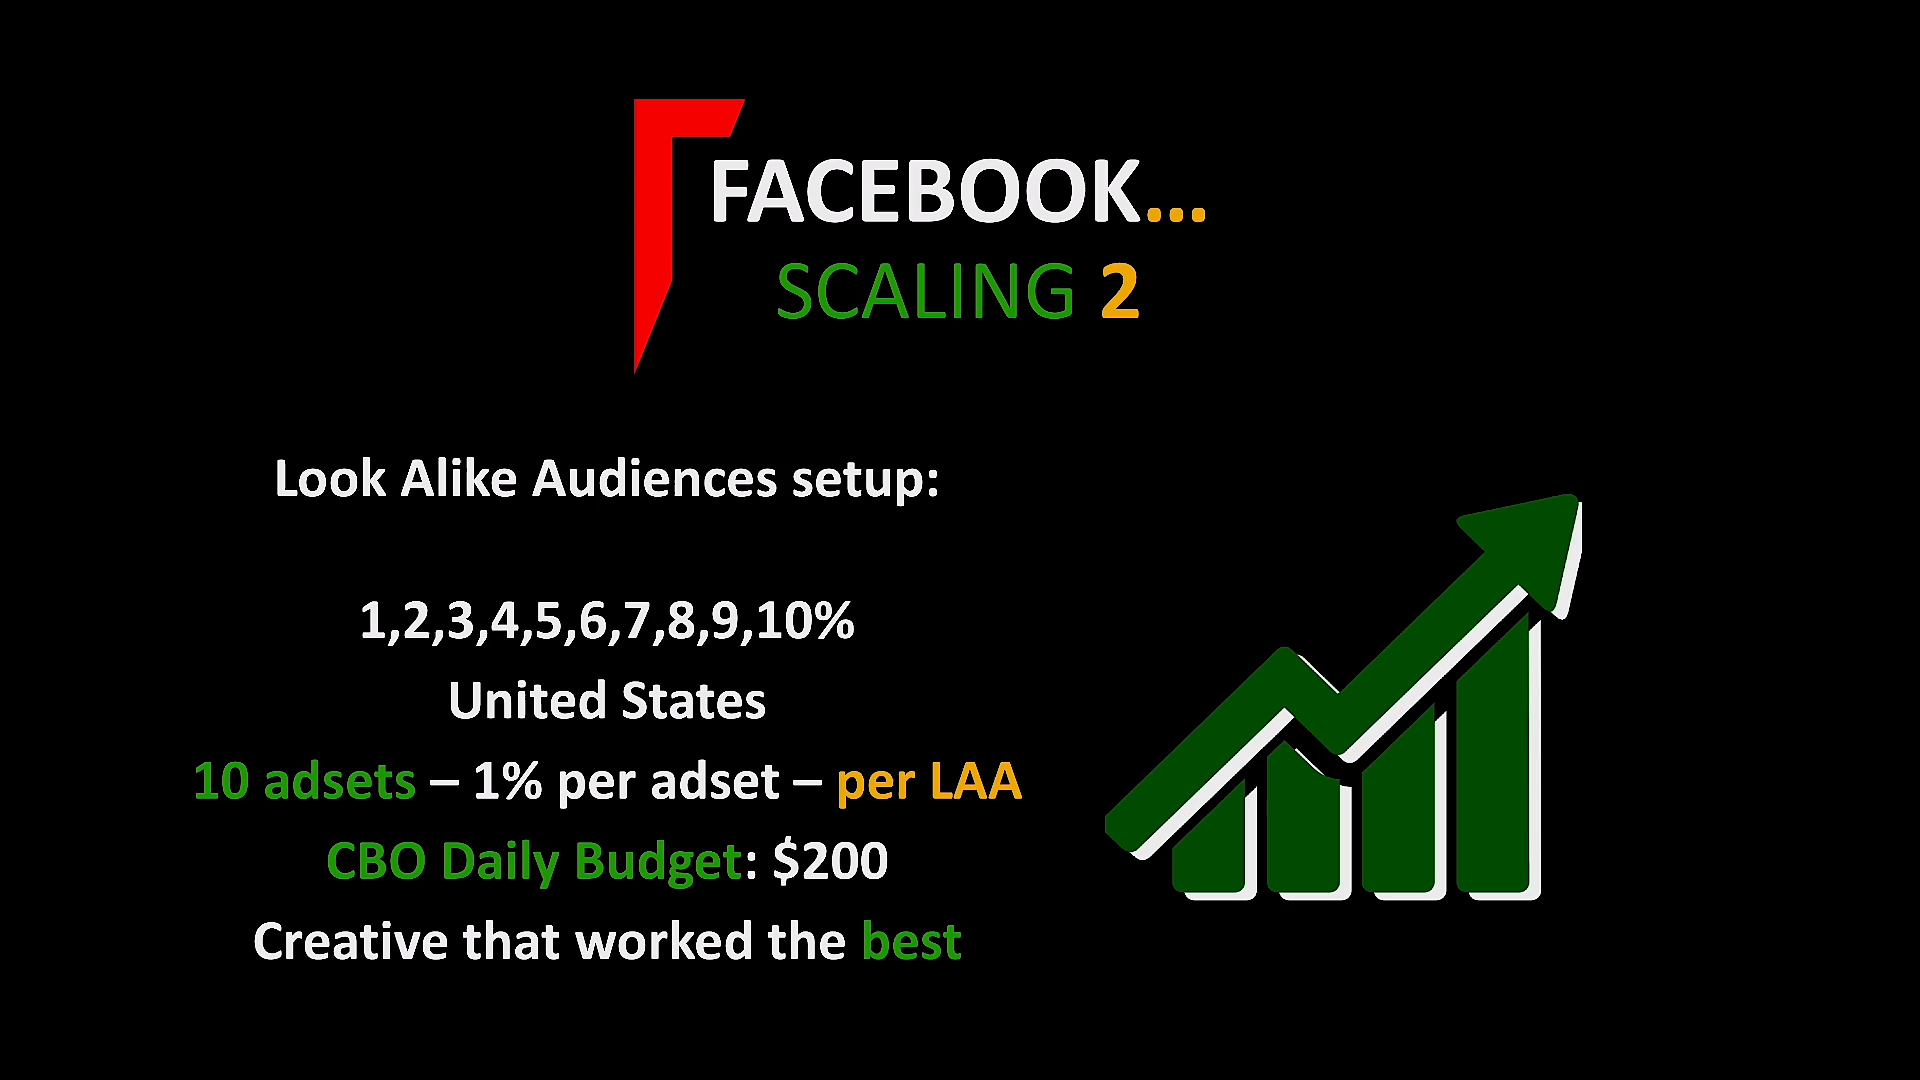 FACEBOOK...
SCALING 2
Look Alike Audiences setup:
1,2,3,4,5,6,7,8,9,10%
United States
10 adsets – 1% per adset – per LAA
CBO Daily Budget: $200
Creative that worked the best